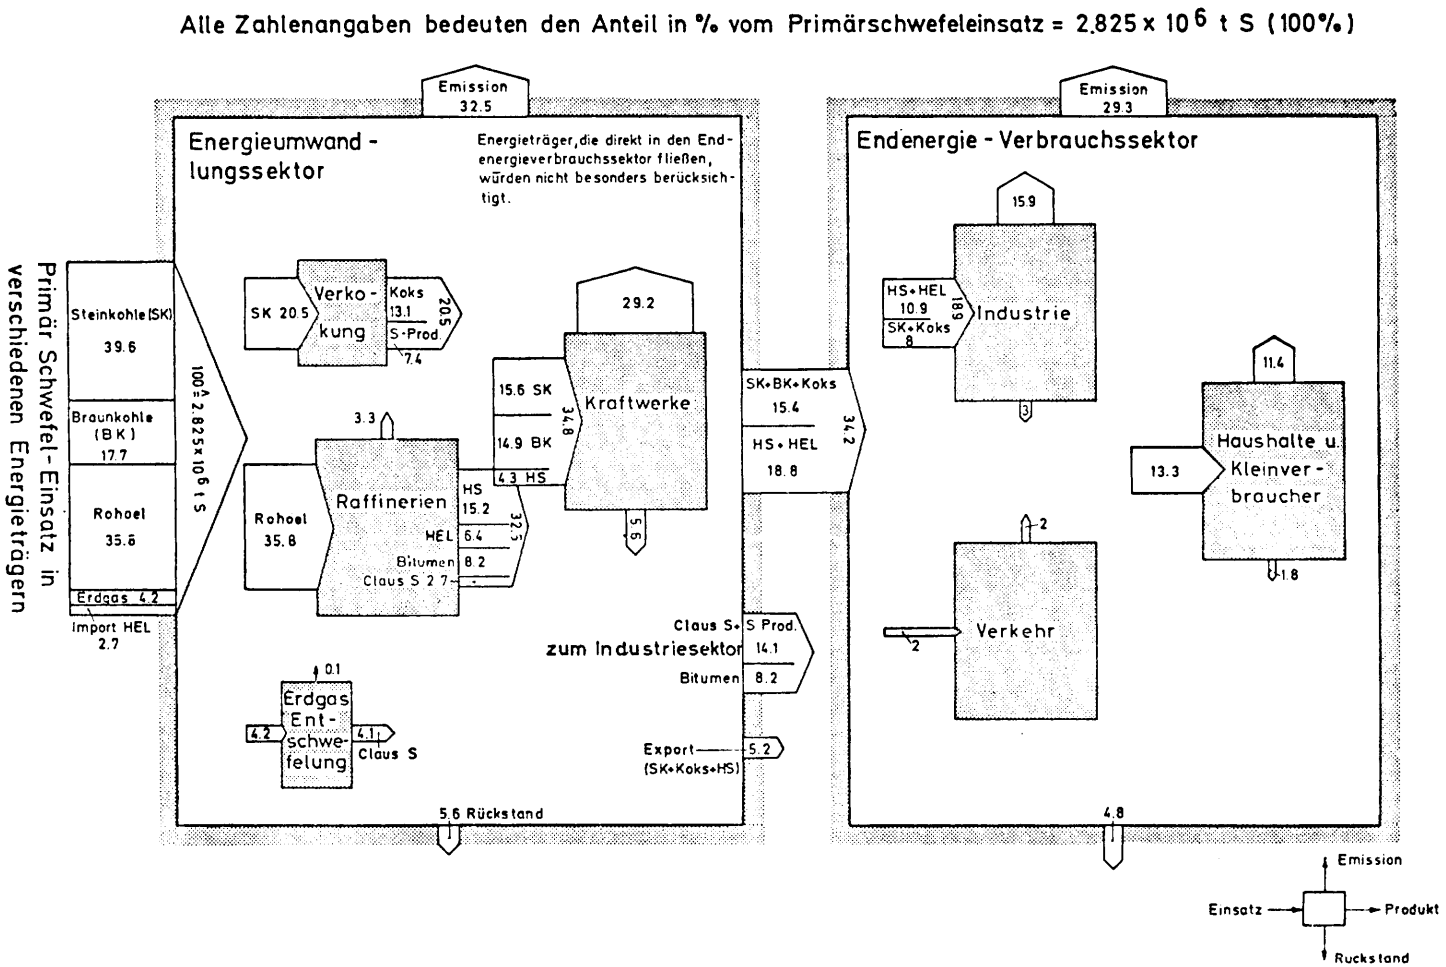 Alle Zahlenangaben bedeuten den Anteil in % vom Primärschwefeleinsatz = 2.825 x 10⁶ t S (100%)
Emission
32.5
Energieumwand-
lungssektor
Energieträger, die direkt in den End-
energieverbrauchssektor fließen,
würden nicht besonders berücksich-
tigt.
Primär Schwefel-Einsatz in
verschiedenen Energieträgern
Steinkohle (SK)
39.6
Braunkohle
(BK)
17.7
Rohoel
35.8
Erdgas 4.2
Import HEL
2.7
100 ≙ 2.825 x 10⁶ t S
SK 20.5
Verko-
kung
Koks
13.1
S-Prod.
7.4
20.5
3.3
Rohoel
35.8
Raffinerien
HS
15.2
HEL 6.4
Bitumen 8.2
Claus S 2.7
32.5
15.6 SK
14.9 BK
4.3 HS
34.8
29.2
Kraftwerke
5.6
0.1
4.2
Erdgas
Ent-
schwe-
felung
4.1
Claus S
SK+BK+Koks
15.4
HS+HEL
18.8
34.2
Claus S+ S Prod.
zum Industriesektor 14.1
Bitumen 8.2
Export 5.2
(SK+Koks+HS)
5.6 Rückstand
Emission
29.3
Endenergie-Verbrauchssektor
15.9
HS+HEL
10.9
SK+Koks
8
18.9
Industrie
3
11.4
13.3
Haushalte u.
Kleinver-
braucher
1.8
2
2
Verkehr
4.8
Emission
Einsatz
Produkt
Ruckstand